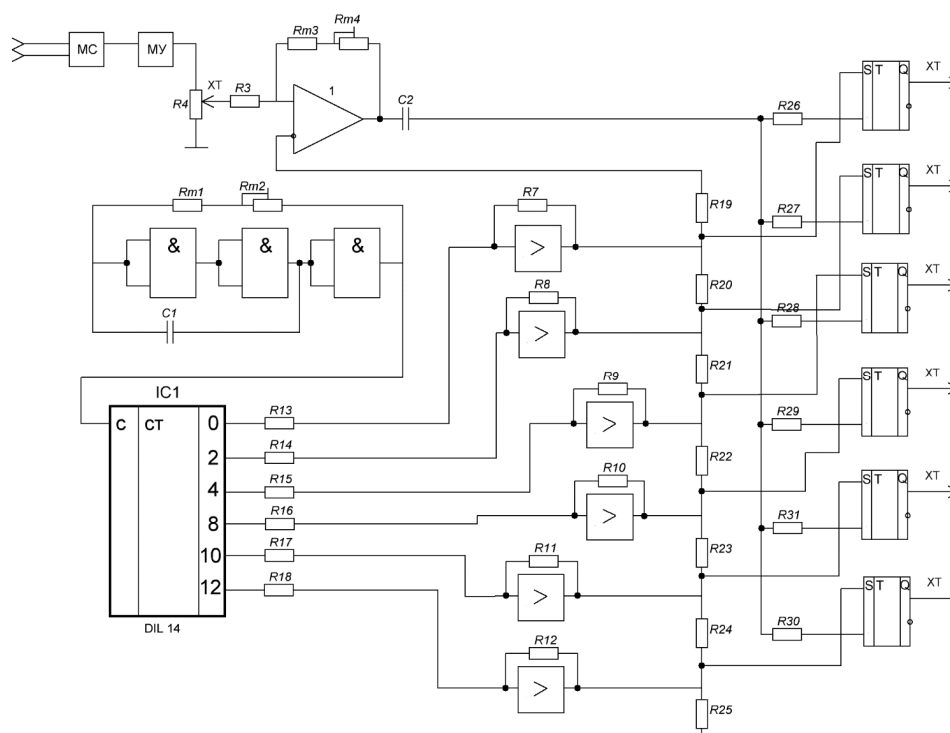 Rm4
Rm3
МС
МУ
XT
R3
R4
1
C2
R26
S T Q
XT
R27
S T Q
XT
Rm1
Rm2
R7
R19
&
&
&
R8
R20
S T Q
XT
R28
C1
R21
R9
S T Q
XT
IC1
C
CT
0
2
4
8
10
12
R13
R14
R15
R16
R17
R18
DIL 14
>
>
>
>
>
>
R10
R11
R12
R22
R23
R24
R25
R29
S T Q
XT
R31
S T Q
XT
R30